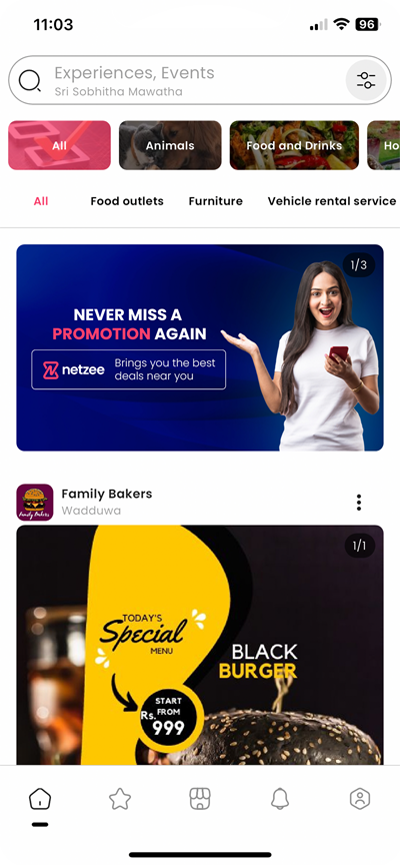 11:03
96
Experiences, Events
Sri Sobhitha Mawatha
All
Animals
Food and Drinks
Ho
All
Food outlets
Furniture
Vehicle rental service
1/3
NEVER MISS A
PROMOTION AGAIN
netzee
Brings you the best
deals near you
Family Bakers
Family Bakers
Wadduwa
1/1
TODAY'S
Special
MENU
BLACK
BURGER
START
FROM
Rs.
999